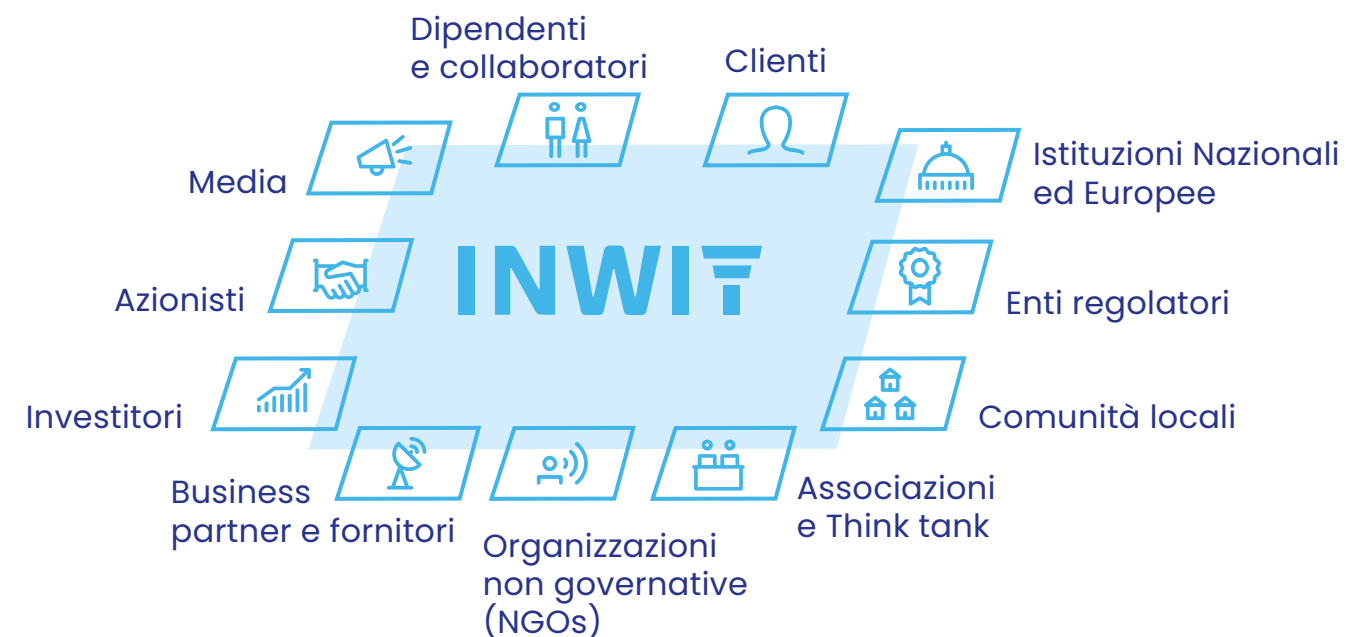 Dipendenti
e collaboratori
Clienti
Media
Istituzioni Nazionali
ed Europee
INWIT
Azionisti
Enti regolatori
Investitori
Comunità locali
Business
partner e fornitori
Associazioni
e Think tank
Organizzazioni
non governative
(NGOs)